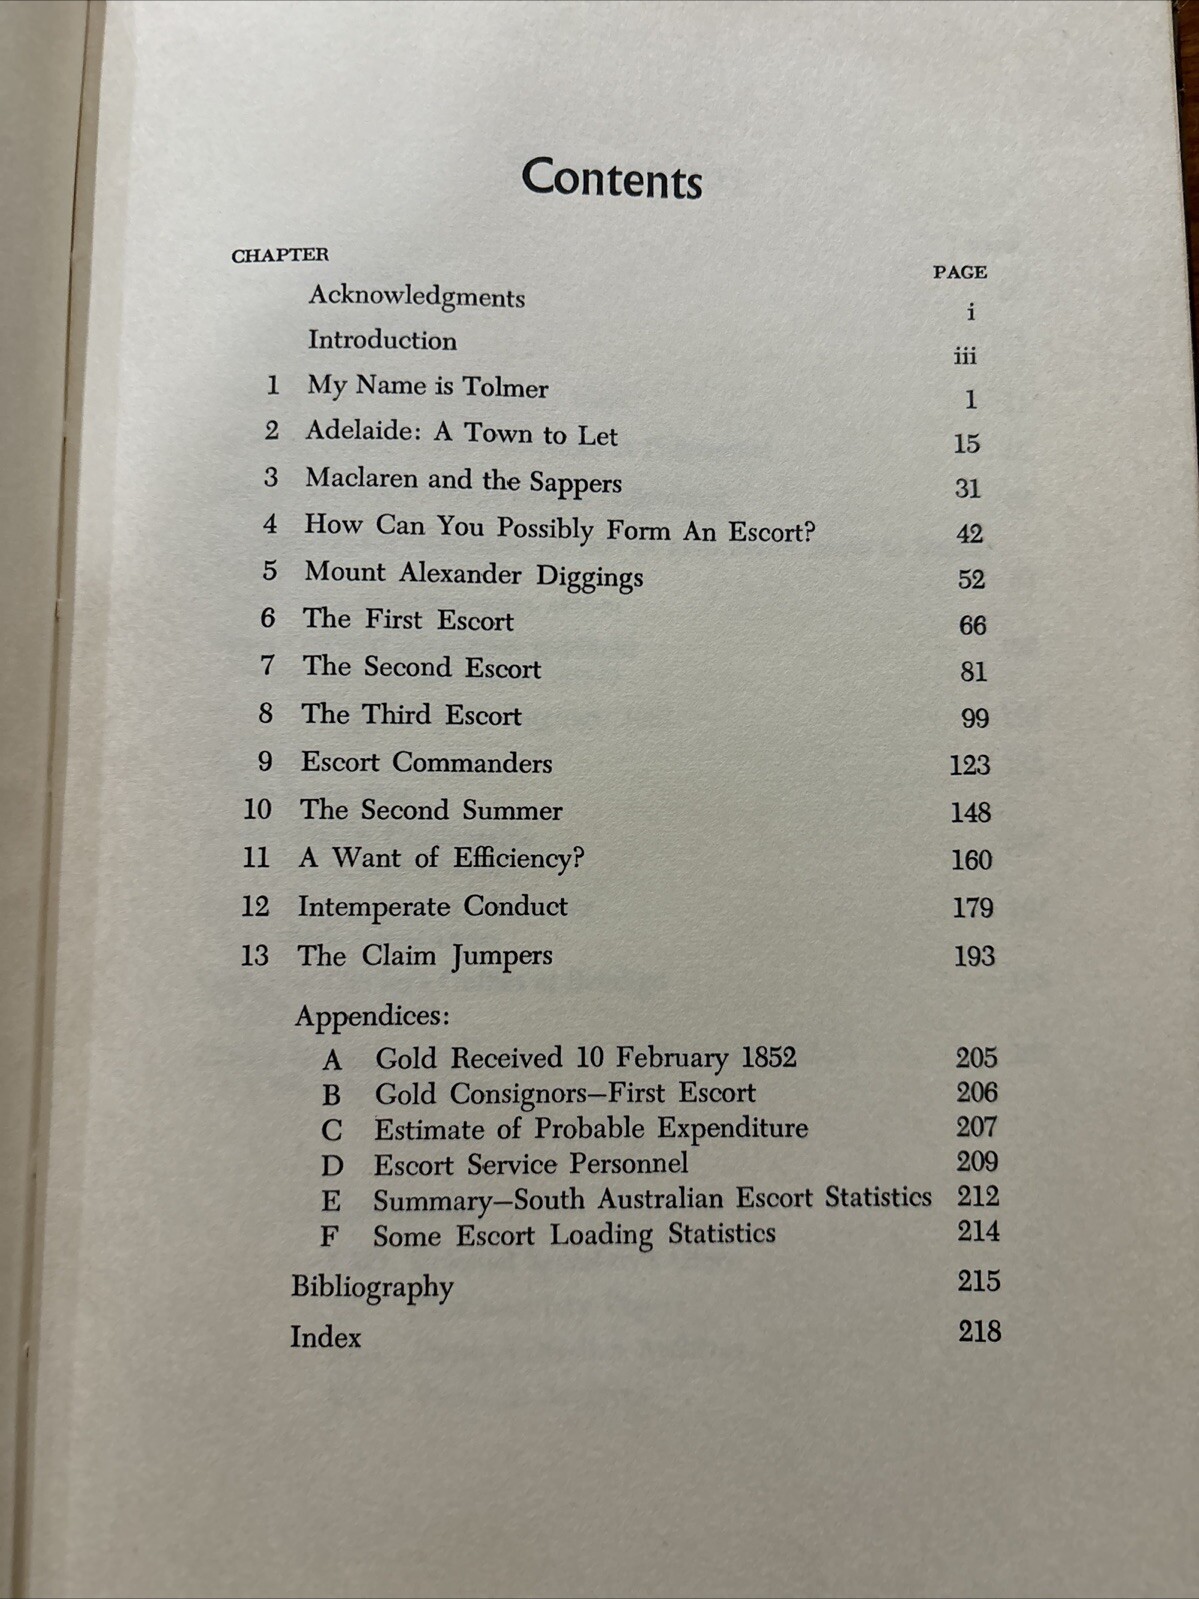 Contents
CHAPTER PAGE
Acknowledgments i
Introduction iii
1 My Name is Tolmer 1
2 Adelaide: A Town to Let 15
3 Maclaren and the Sappers 31
4 How Can You Possibly Form An Escort? 42
5 Mount Alexander Diggings 52
6 The First Escort 66
7 The Second Escort 81
8 The Third Escort 99
9 Escort Commanders 123
10 The Second Summer 148
11 A Want of Efficiency? 160
12 Intemperate Conduct 179
13 The Claim Jumpers 193
Appendices:
A Gold Received 10 February 1852 205
B Gold Consignors—First Escort 206
C Estimate of Probable Expenditure 207
D Escort Service Personnel 209
E Summary—South Australian Escort Statistics 212
F Some Escort Loading Statistics 214
Bibliography 215
Index 218